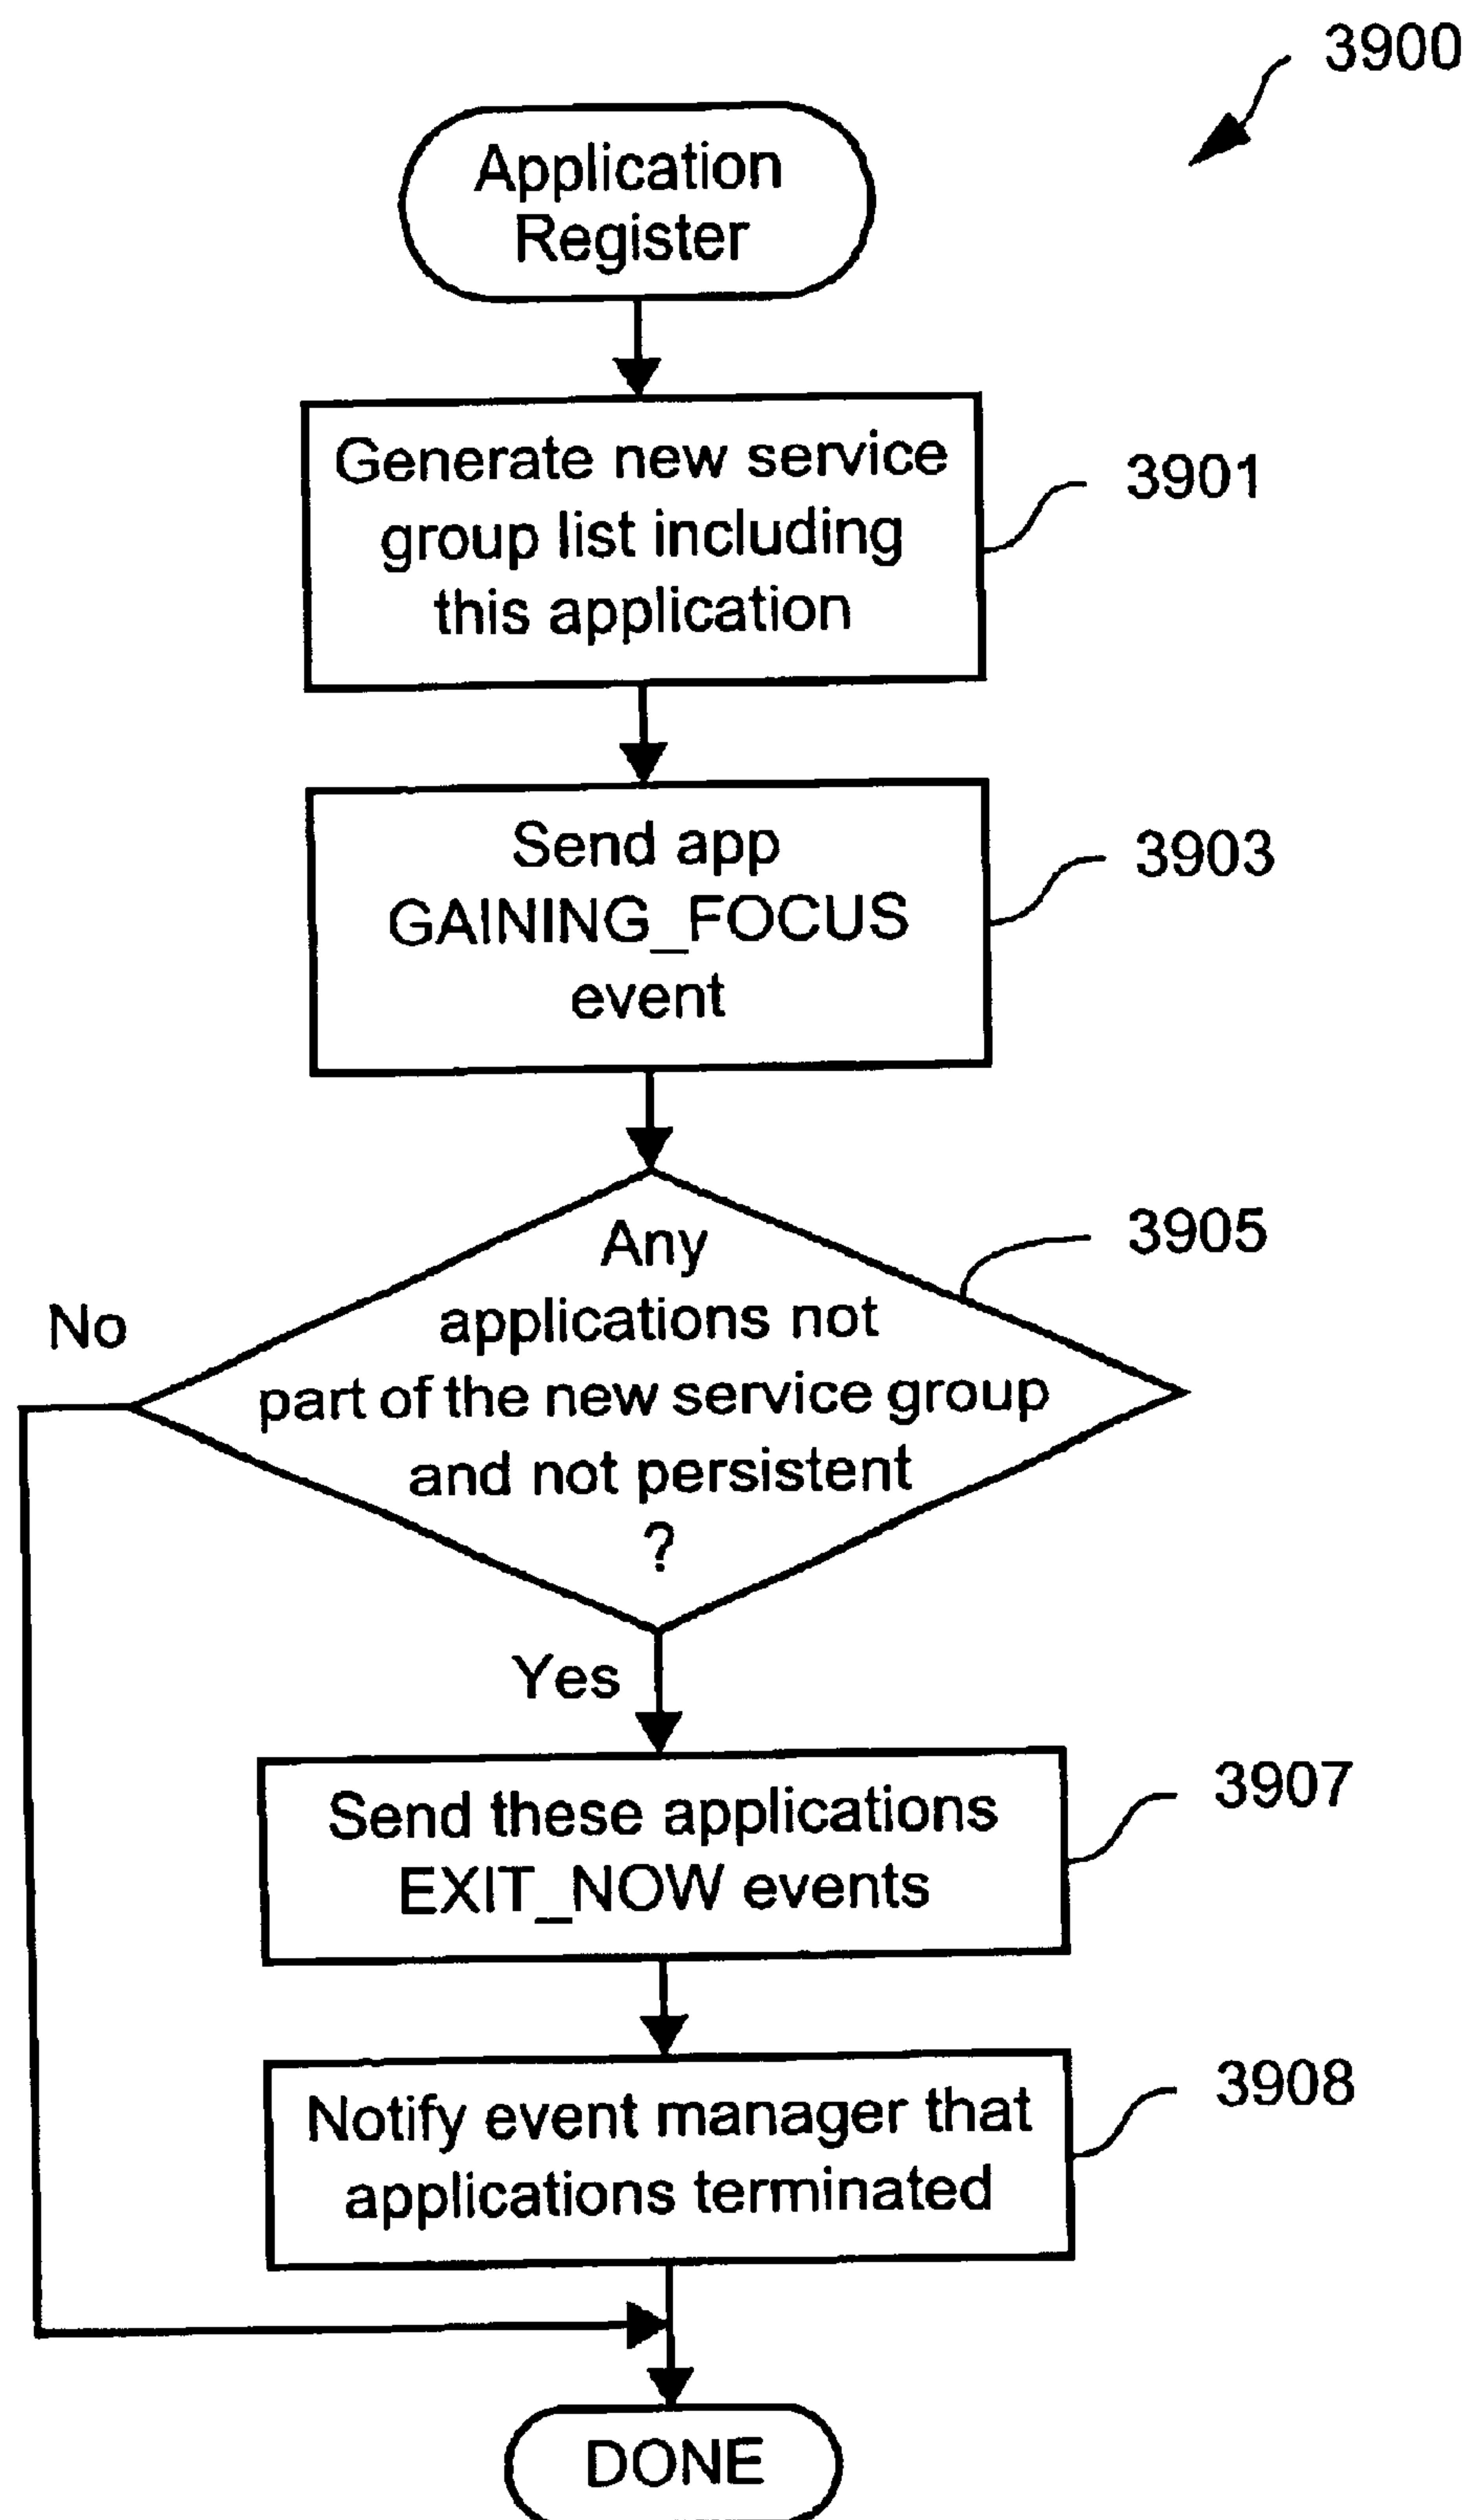 3900
Application
Register
Generate new service
group list including
this application
3901
Send app
GAINING_FOCUS
event
3903
Any
applications not
part of the new service group
and not persistent
?
3905
No
Yes
Send these applications
EXIT_NOW events
3907
Notify event manager that
applications terminated
3908
DONE